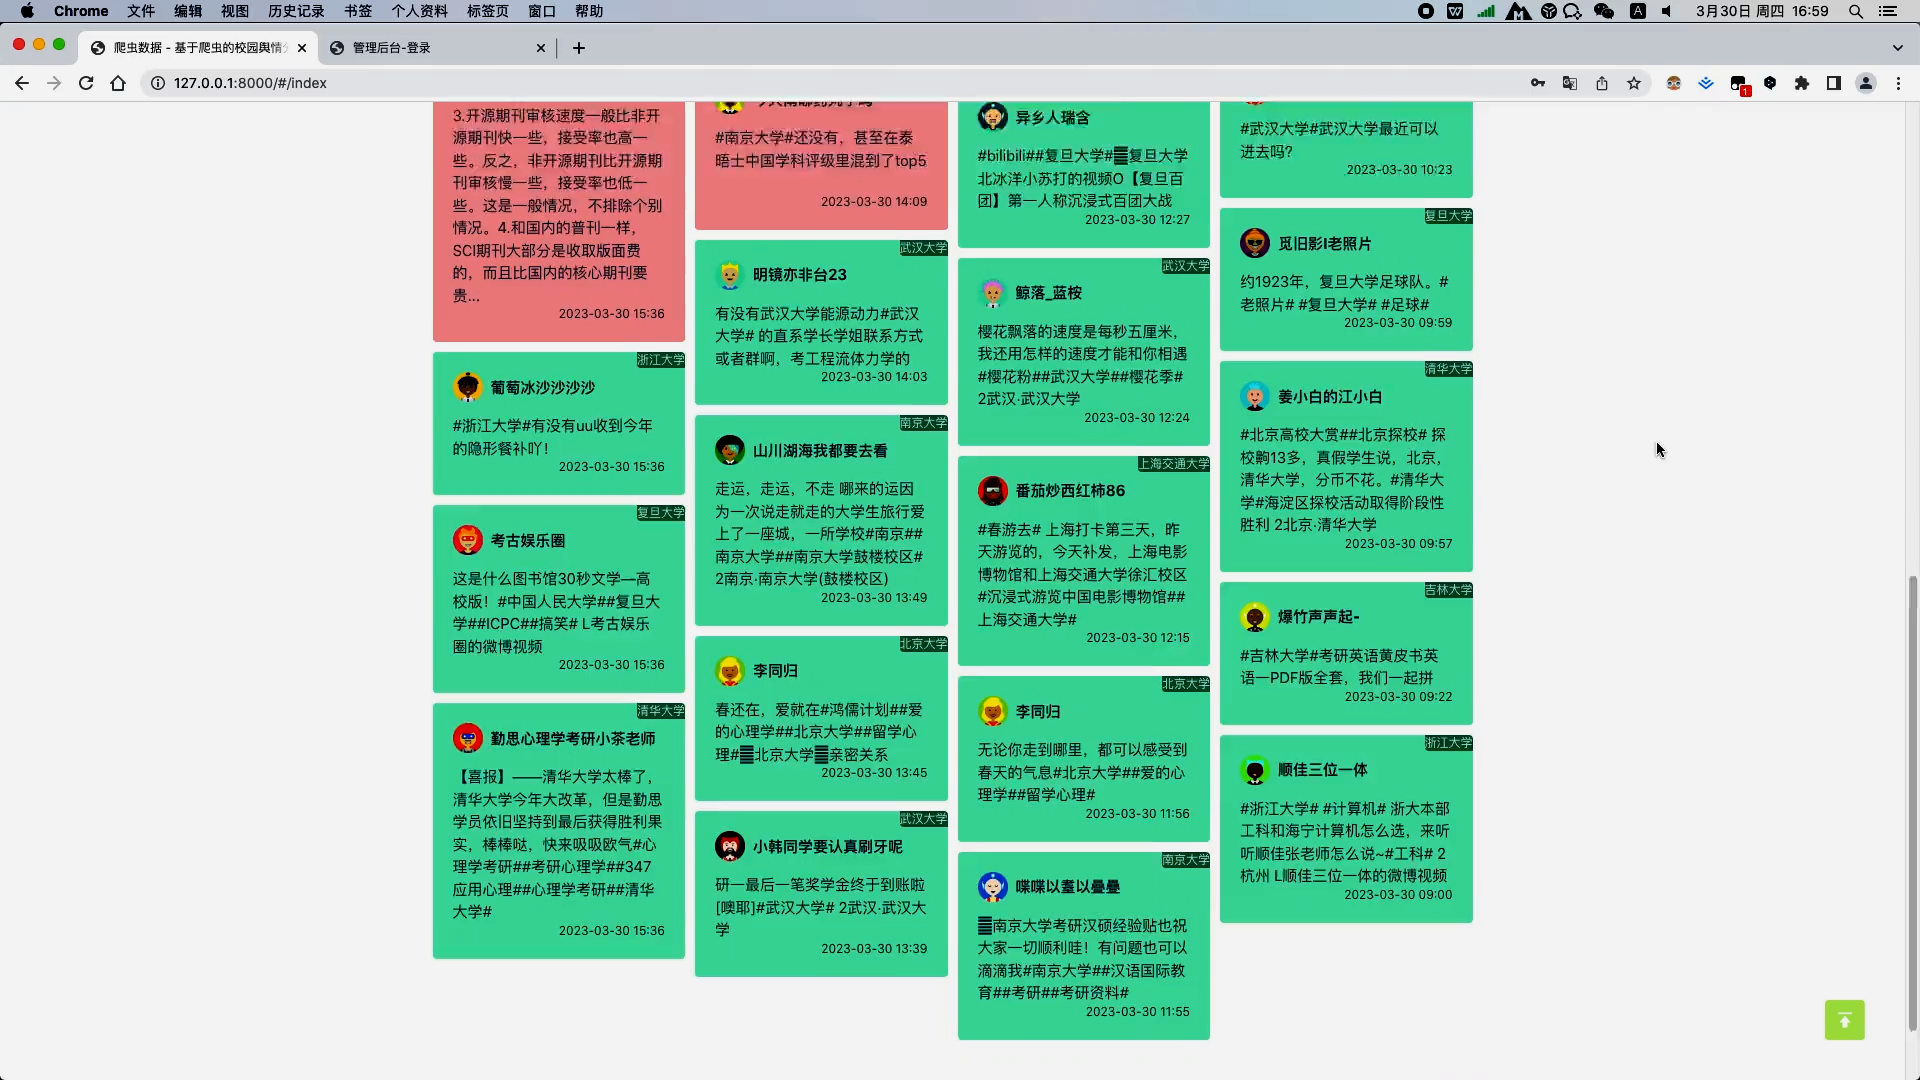 Chrome 文件 编辑 视图 历史记录 书签 个人资料 标签页 窗口 帮助
3月30日 周四 16:59
爬虫数据 - 基于爬虫的校园舆情
管理后台-登录
127.0.0.1:8000/#/index
1
3.开源期刊审核速度一般比非开
源期刊快一些，接受率也高一
些。反之，非开源期刊比开源期
刊审核慢一些，接受率也低一
些。这是一般情况，不排除个别
情况。4.和国内的普刊一样，
SCI期刊大部分是收取版面费
的，而且比国内的核心期刊要
贵...
2023-03-30 15:36
浙江大学
葡萄冰沙沙沙沙
#浙江大学#有没有uu收到今年
的隐形餐补吖！
2023-03-30 15:36
复旦大学
考古娱乐圈
这是什么图书馆30秒文学—高
校版！#中国人民大学##复旦大
学##ICPC##搞笑# L考古娱乐
圈的微博视频
2023-03-30 15:36
清华大学
勤思心理学考研小茶老师
【喜报】——清华大学太棒了，
清华大学今年大改革，但是勤思
学员依旧坚持到最后获得胜利果
实，棒棒哒，快来吸吸欧气#心
理学考研##考研心理学##347
应用心理##心理学考研##清华
大学#
2023-03-30 15:36
#南京大学#还没有，甚至在泰
晤士中国学科评级里混到了top5
2023-03-30 14:09
武汉大学
明镜亦非台23
有没有武汉大学能源动力#武汉
大学# 的直系学长学姐联系方式
或者群啊，考工程流体力学的
2023-03-30 14:03
南京大学
山川湖海我都要去看
走运，走运，不走 哪来的运因
为一次说走就走的大学生旅行爱
上了一座城，一所学校#南京##
南京大学##南京大学鼓楼校区#
2南京·南京大学(鼓楼校区)
2023-03-30 13:49
北京大学
李同归
春还在，爱就在#鸿儒计划##爱
的心理学##北京大学##留学心
理#▓北京大学▓亲密关系
2023-03-30 13:45
武汉大学
小韩同学要认真刷牙呢
研一最后一笔奖学金终于到账啦
[噢耶]#武汉大学# 2武汉·武汉大
学
2023-03-30 13:39
异乡人瑞含
#bilibili##复旦大学#▓复旦大学
北冰洋小苏打的视频O【复旦百
团】第一人称沉浸式百团大战
2023-03-30 12:27
武汉大学
鲸落_蓝桉
樱花飘落的速度是每秒五厘米，
我还用怎样的速度才能和你相遇
#樱花粉##武汉大学##樱花季#
2武汉·武汉大学
2023-03-30 12:24
上海交通大学
番茄炒西红柿86
#春游去# 上海打卡第三天，昨
天游览的，今天补发，上海电影
博物馆和上海交通大学徐汇校区
#沉浸式游览中国电影博物馆##
上海交通大学#
2023-03-30 12:15
北京大学
李同归
无论你走到哪里，都可以感受到
春天的气息#北京大学##爱的心
理学##留学心理#
2023-03-30 11:56
南京大学
喋喋以耋以曡曡
▓南京大学考研汉硕经验贴也祝
大家一切顺利哇！有问题也可以
滴滴我#南京大学##汉语国际教
育##考研##考研资料#
2023-03-30 11:55
#武汉大学#武汉大学最近可以
进去吗?
2023-03-30 10:23
复旦大学
觅旧影I老照片
约1923年，复旦大学足球队。#
老照片# #复旦大学# #足球#
2023-03-30 09:59
清华大学
姜小白的江小白
#北京高校大赏##北京探校# 探
校齁13多，真假学生说，北京，
清华大学，分币不花。#清华大
学#海淀区探校活动取得阶段性
胜利 2北京·清华大学
2023-03-30 09:57
吉林大学
爆竹声声起-
#吉林大学#考研英语黄皮书英
语一PDF版全套，我们一起拼
2023-03-30 09:22
浙江大学
顺佳三位一体
#浙江大学# #计算机# 浙大本部
工科和海宁计算机怎么选，来听
听顺佳张老师怎么说~#工科# 2
杭州 L顺佳三位一体的微博视频
2023-03-30 09:00